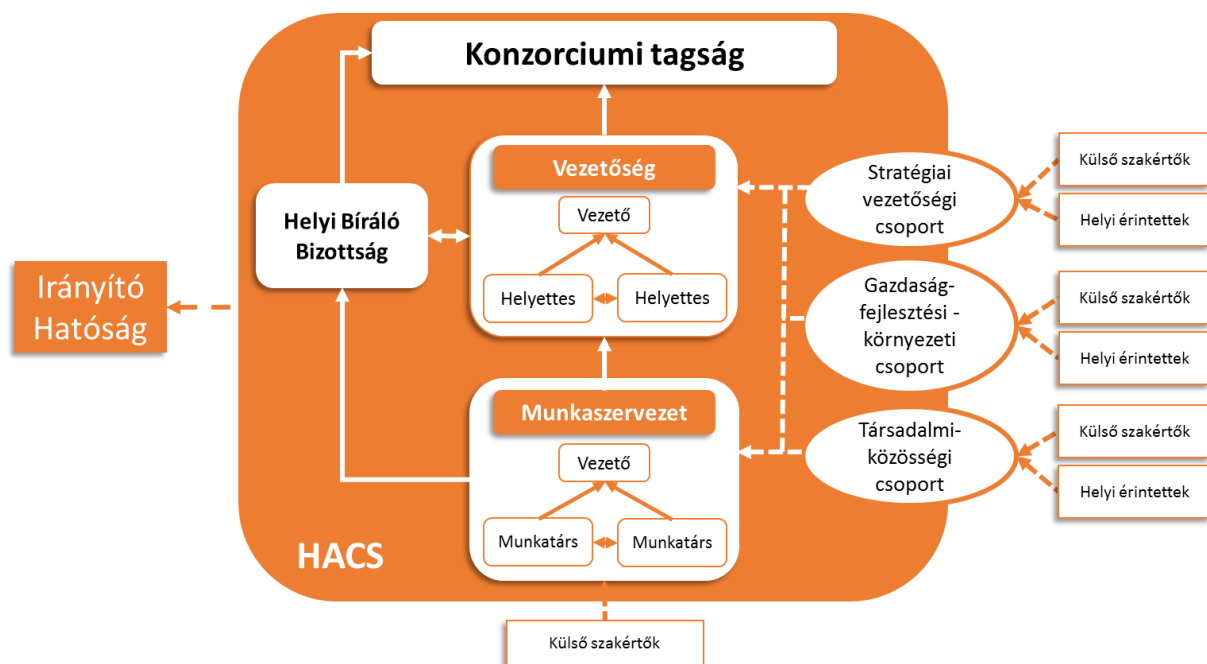 Konzorciumi tagság
Vezetőség
Vezető
Helyettes
Helyettes
Helyi Bíráló
Bizottság
Irányító
Hatóság
Munkaszervezet
Vezető
Munkatárs
Munkatárs
HACS
Külső szakértők
Stratégiai
vezetőségi
csoport
Külső szakértők
Helyi érintettek
Gazdaság-
fejlesztési -
környezeti
csoport
Külső szakértők
Helyi érintettek
Társadalmi-
közösségi
csoport
Külső szakértők
Helyi érintettek